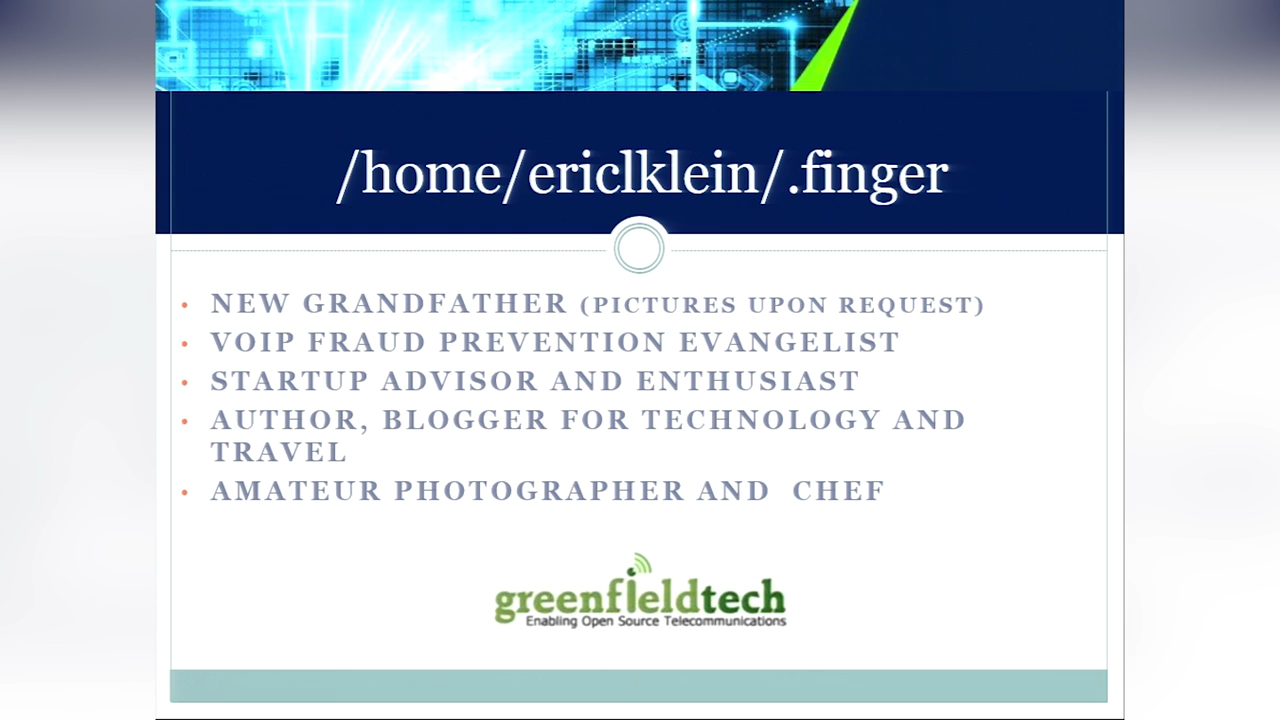 /home/ericlklein/.finger
• NEW GRANDFATHER (PICTURES UPON REQUEST)
• VOIP FRAUD PREVENTION EVANGELIST
• STARTUP ADVISOR AND ENTHUSIAST
• AUTHOR, BLOGGER FOR TECHNOLOGY AND
TRAVEL
• AMATEUR PHOTOGRAPHER AND CHEF
greenfieldtech
Enabling Open Source Telecommunications